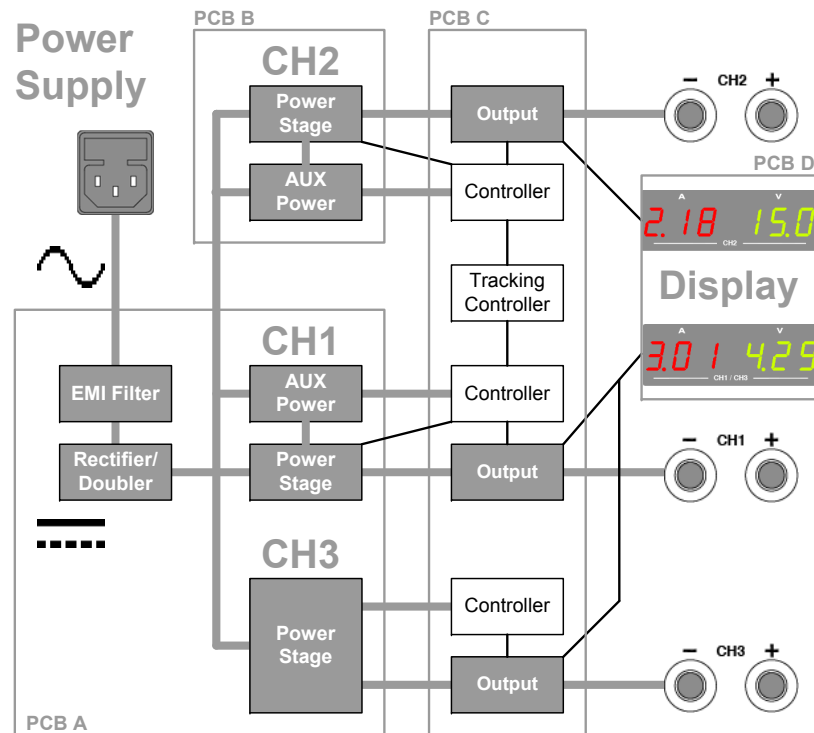 PCB B
PCB C
Power
Supply
CH2
Power
Stage
Output
− CH2 +
AUX
Power
Controller
PCB D
A V
2.18 15.0
CH2
Tracking
Controller
Display
CH1
A V
3.01 4.29
CH1 / CH3
EMI Filter
AUX
Power
Controller
Rectifier/
Doubler
Power
Stage
Output
− CH1 +
CH3
Power
Stage
Controller
Output
− CH3 +
PCB A